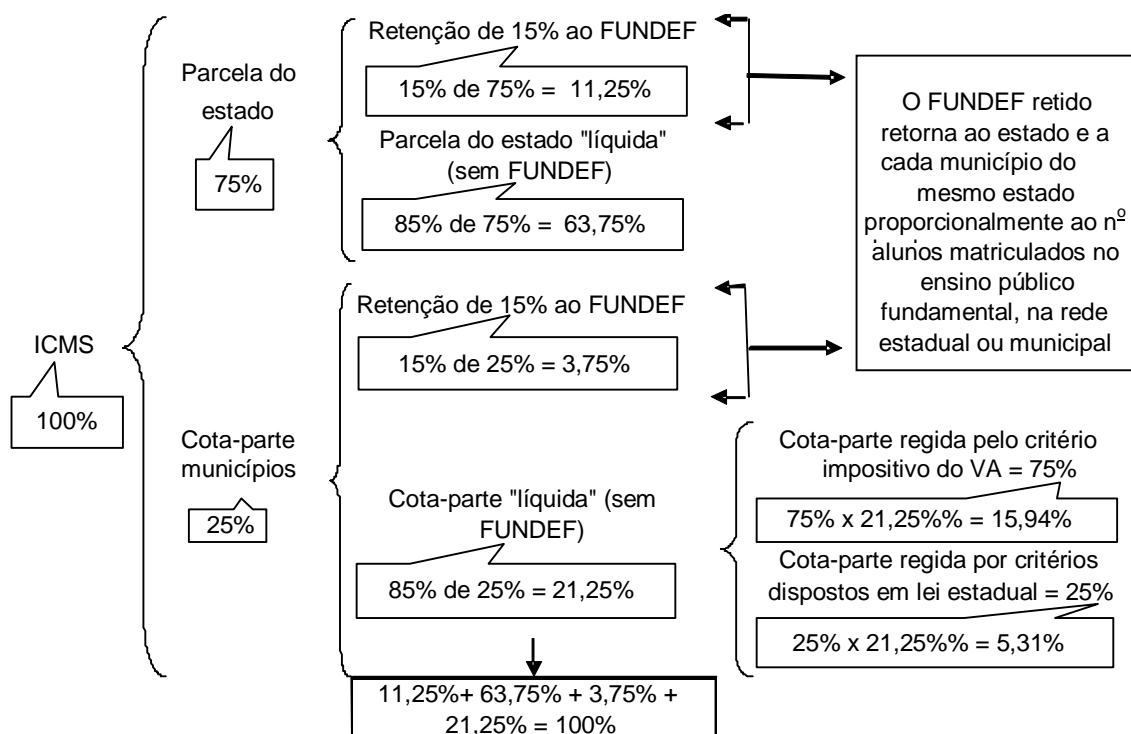 ICMS
100%
Parcela do
estado
75%
Retenção de 15% ao FUNDEF
15% de 75% = 11,25%
Parcela do estado "líquida"
(sem FUNDEF)
85% de 75% = 63,75%
Cota-parte
municípios
25%
Retenção de 15% ao FUNDEF
15% de 25% = 3,75%
Cota-parte "líquida" (sem
FUNDEF)
85% de 25% = 21,25%
11,25%+ 63,75% + 3,75% +
21,25% = 100%
O FUNDEF retido
retorna ao estado e a
cada município do
mesmo estado
proporcionalmente ao nº
alunos matriculados no
ensino público
fundamental, na rede
estadual ou municipal
Cota-parte regida pelo critério
impositivo do VA = 75%
75% x 21,25%% = 15,94%
Cota-parte regida por critérios
dispostos em lei estadual = 25%
25% x 21,25%% = 5,31%